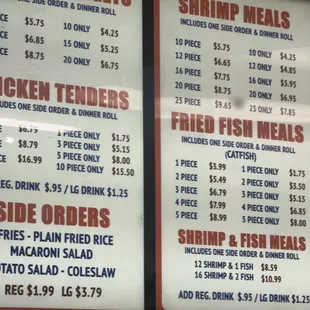 INCLUDES ONE SIDE ORDER & DINNER ROLL
$5.75 10 ONLY $4.25
$6.85 15 ONLY $5.25
$8.75 20 ONLY $6.75
CHICKEN TENDERS
INCLUDES ONE SIDE ORDER & DINNER ROLL
$6.79 1 PIECE ONLY $1.75
$8.79 3 PIECE ONLY $5.15
$16.99 5 PIECE ONLY $8.00
10 PIECE ONLY $15.50
REG. DRINK $.95 / LG DRINK $1.25
SIDE ORDERS
FRIES - PLAIN FRIED RICE
MACARONI SALAD
POTATO SALAD - COLESLAW
REG $1.99 LG $3.79
SHRIMP MEALS
INCLUDES ONE SIDE ORDER & DINNER ROLL
10 PIECE $5.75 10 ONLY $4.25
12 PIECE $6.65 12 ONLY $4.85
16 PIECE $7.75 16 ONLY $5.95
20 PIECE $8.75 20 ONLY $6.95
25 PIECE $9.65 25 ONLY $7.85
FRIED FISH MEALS
INCLUDES ONE SIDE ORDER & DINNER ROLL
(CATFISH)
1 PIECE $3.99 1 PIECE ONLY $1.75
2 PIECE $5.49 2 PIECE ONLY $3.50
3 PIECE $6.79 3 PIECE ONLY $5.15
4 PIECE $7.99 4 PIECE ONLY $6.85
5 PIECE $8.99 5 PIECE ONLY $8.00
SHRIMP & FISH MEALS
INCLUDES ONE SIDE ORDER & DINNER ROLL
12 SHRIMP & 1 FISH $8.59
16 SHRIMP & 2 FISH $10.99
ADD REG. DRINK $.95 / LG DRINK $1.25